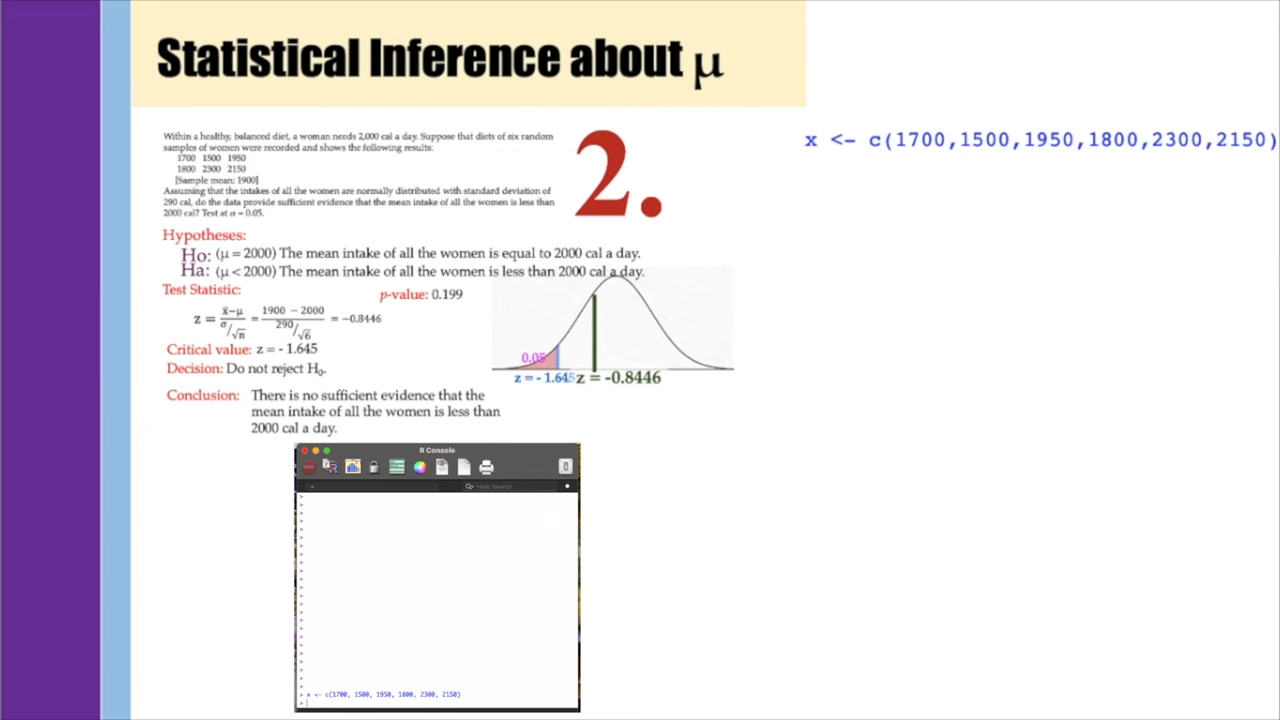 Statistical Inference about μ
x <- c(1700,1500,1950,1800,2300,2150)
Within a healthy, balanced diet, a woman needs 2,000 cal a day. Suppose that diets of six random
samples of women were recorded and shows the following results:
1700 1500 1950
1800 2300 2150
[Sample mean: 1900]
Assuming that the intakes of all the women are normally distributed with standard deviation of
290 cal, do the data provide sufficient evidence that the mean intake of all the women is less than
2000 cal? Test at α = 0.05.
2.
Hypotheses:
Ho: (μ = 2000) The mean intake of all the women is equal to 2000 cal a day.
Ha: (μ < 2000) The mean intake of all the women is less than 2000 cal a day.
Test Statistic:
p-value: 0.199
z = x̄−μ / σ/√n = 1900 − 2000 / 290/√6 = −0.8446
Critical value: z = - 1.645
Decision: Do not reject H₀.
0.05
z = - 1.645
z = -0.8446
Conclusion: There is no sufficient evidence that the
mean intake of all the women is less than
2000 cal a day.
R Console
STOP
Help Search
> x <- c(1700, 1500, 1950, 1800, 2300, 2150)
>